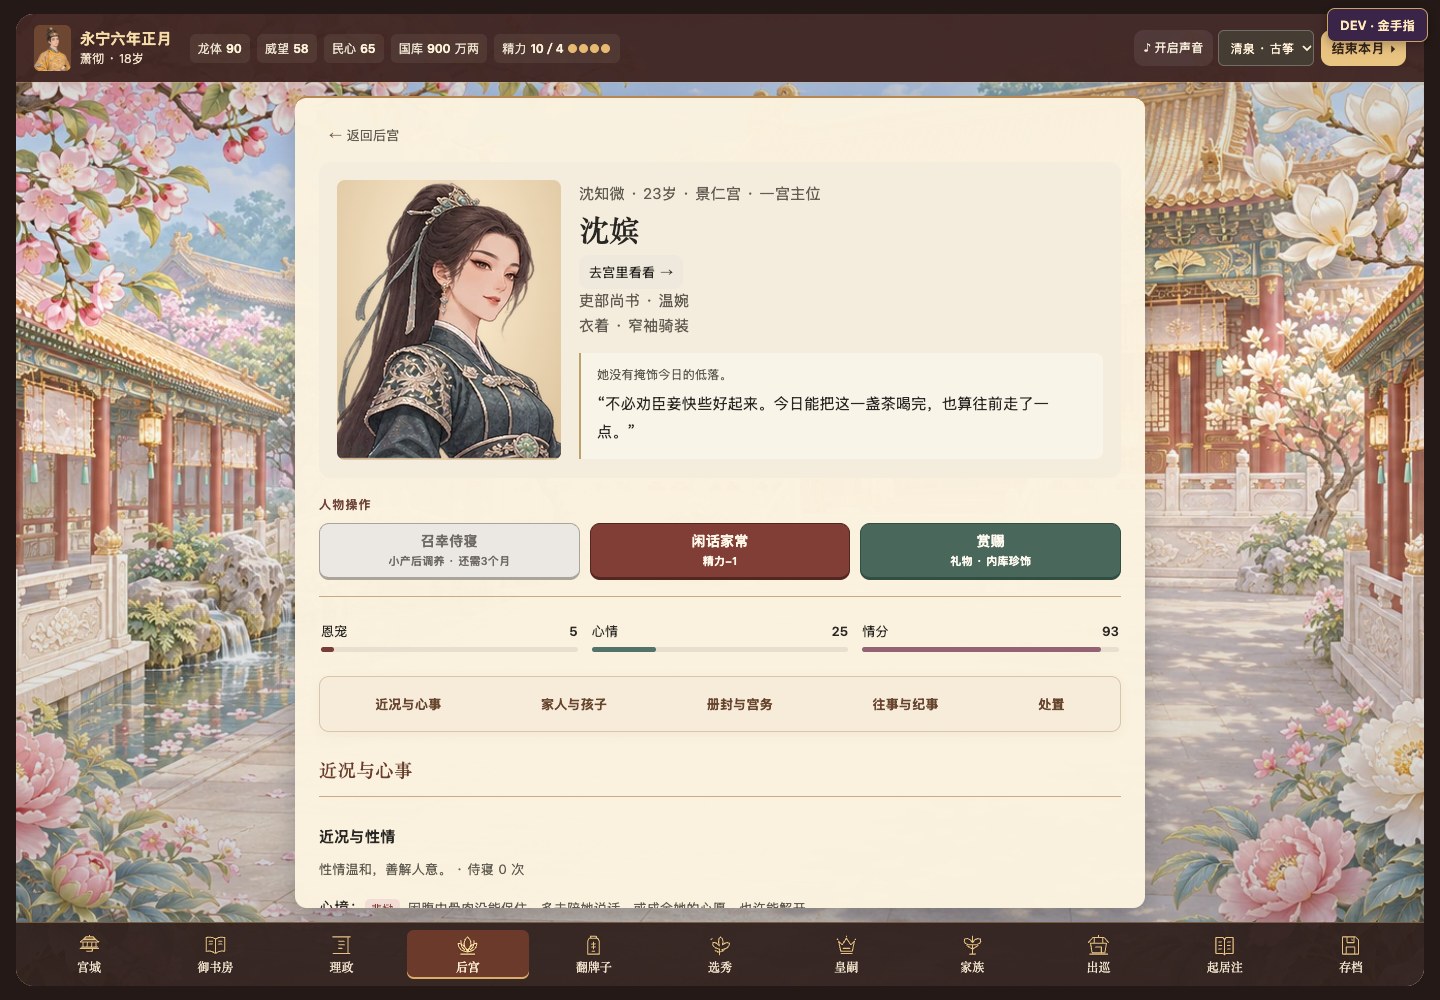 永宁六年正月
萧彻 · 18岁
龙体 90
威望 58
民心 65
国库 900 万两
精力 10 / 4
♪ 开启声音
清泉 · 古筝
DEV · 金手指
结束本月
← 返回后宫
沈知微 · 23岁 · 景仁宫 · 一宫主位
沈嫔
去宫里看看 →
吏部尚书 · 温婉
衣着 · 窄袖骑装
她没有掩饰今日的低落。
“不必劝臣妾快些好起来。今日能把这一盏茶喝完，也算往前走了一
点。”
人物操作
召幸侍寝
小产后调养 · 还需3个月
闲话家常
精力-1
赏赐
礼物 · 内库珍饰
恩宠 5
心情 25
情分 93
近况与心事
家人与孩子
册封与宫务
往事与纪事
处置
近况与心事
近况与性情
性情温和，善解人意。 · 侍寝 0 次
心境：
宫城
御书房
理政
后宫
翻牌子
选秀
皇嗣
家族
出巡
起居注
存档